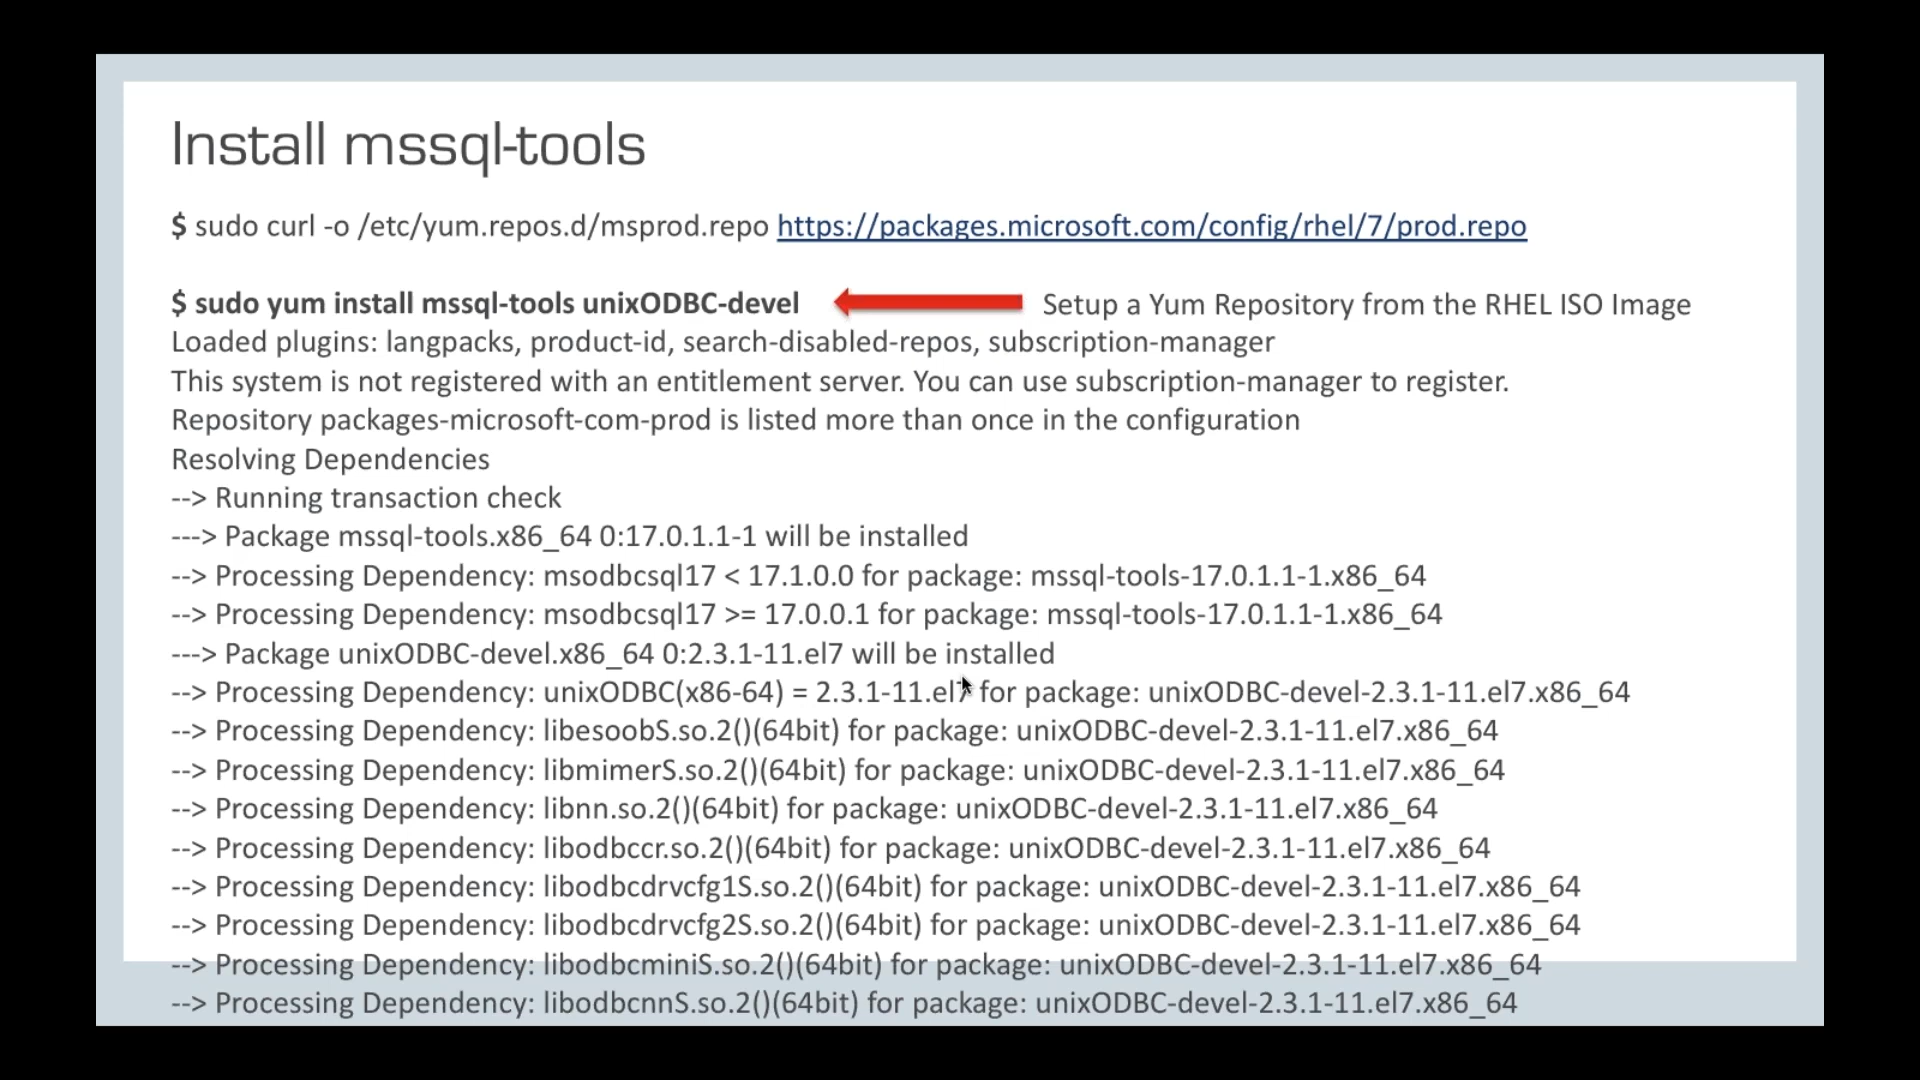 Install mssql-tools
$ sudo curl -o /etc/yum.repos.d/msprod.repo https://packages.microsoft.com/config/rhel/7/prod.repo
$ sudo yum install mssql-tools unixODBC-devel Setup a Yum Repository from the RHEL ISO Image
Loaded plugins: langpacks, product-id, search-disabled-repos, subscription-manager
This system is not registered with an entitlement server. You can use subscription-manager to register.
Repository packages-microsoft-com-prod is listed more than once in the configuration
Resolving Dependencies
--> Running transaction check
---> Package mssql-tools.x86_64 0:17.0.1.1-1 will be installed
--> Processing Dependency: msodbcsql17 < 17.1.0.0 for package: mssql-tools-17.0.1.1-1.x86_64
--> Processing Dependency: msodbcsql17 >= 17.0.0.1 for package: mssql-tools-17.0.1.1-1.x86_64
---> Package unixODBC-devel.x86_64 0:2.3.1-11.el7 will be installed
--> Processing Dependency: unixODBC(x86-64) = 2.3.1-11.el7 for package: unixODBC-devel-2.3.1-11.el7.x86_64
--> Processing Dependency: libesoobS.so.2()(64bit) for package: unixODBC-devel-2.3.1-11.el7.x86_64
--> Processing Dependency: libmimerS.so.2()(64bit) for package: unixODBC-devel-2.3.1-11.el7.x86_64
--> Processing Dependency: libnn.so.2()(64bit) for package: unixODBC-devel-2.3.1-11.el7.x86_64
--> Processing Dependency: libodbccr.so.2()(64bit) for package: unixODBC-devel-2.3.1-11.el7.x86_64
--> Processing Dependency: libodbcdrvcfg1S.so.2()(64bit) for package: unixODBC-devel-2.3.1-11.el7.x86_64
--> Processing Dependency: libodbcdrvcfg2S.so.2()(64bit) for package: unixODBC-devel-2.3.1-11.el7.x86_64
--> Processing Dependency: libodbcminiS.so.2()(64bit) for package: unixODBC-devel-2.3.1-11.el7.x86_64
--> Processing Dependency: libodbcnnS.so.2()(64bit) for package: unixODBC-devel-2.3.1-11.el7.x86_64